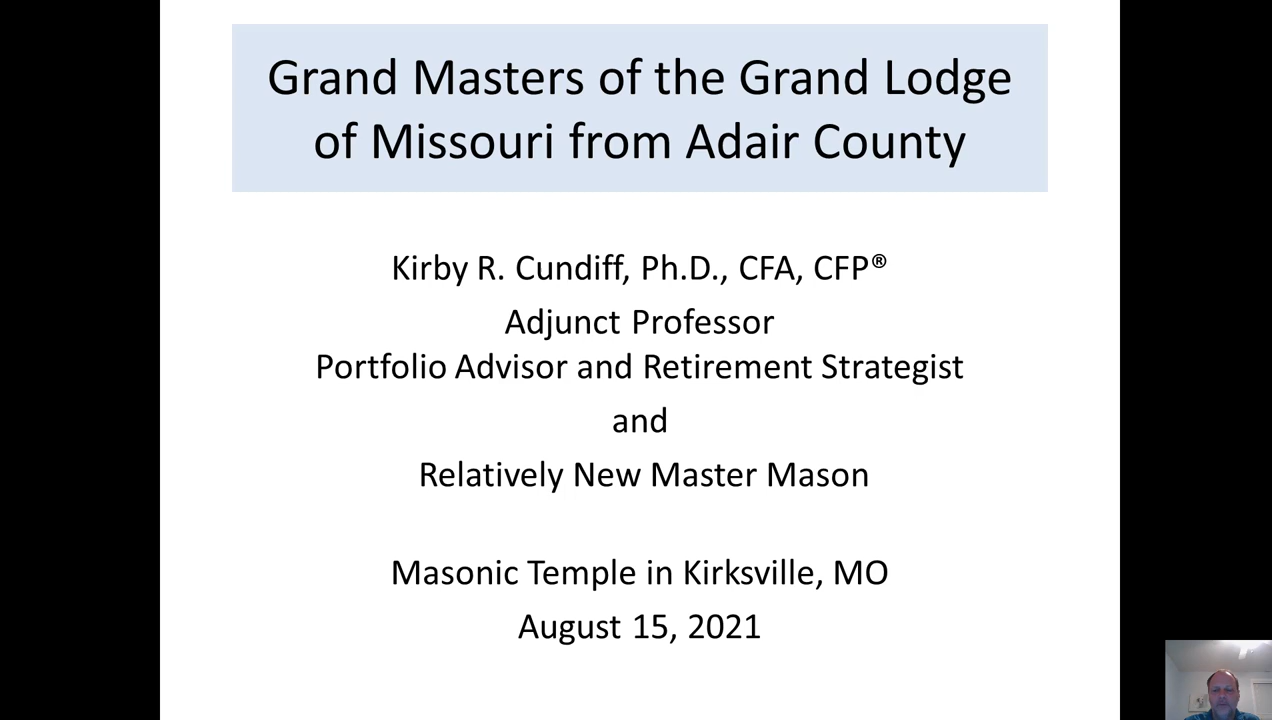 Grand Masters of the Grand Lodge
of Missouri from Adair County
Kirby R. Cundiff, Ph.D., CFA, CFP®
Adjunct Professor
Portfolio Advisor and Retirement Strategist
and
Relatively New Master Mason
Masonic Temple in Kirksville, MO
August 15, 2021